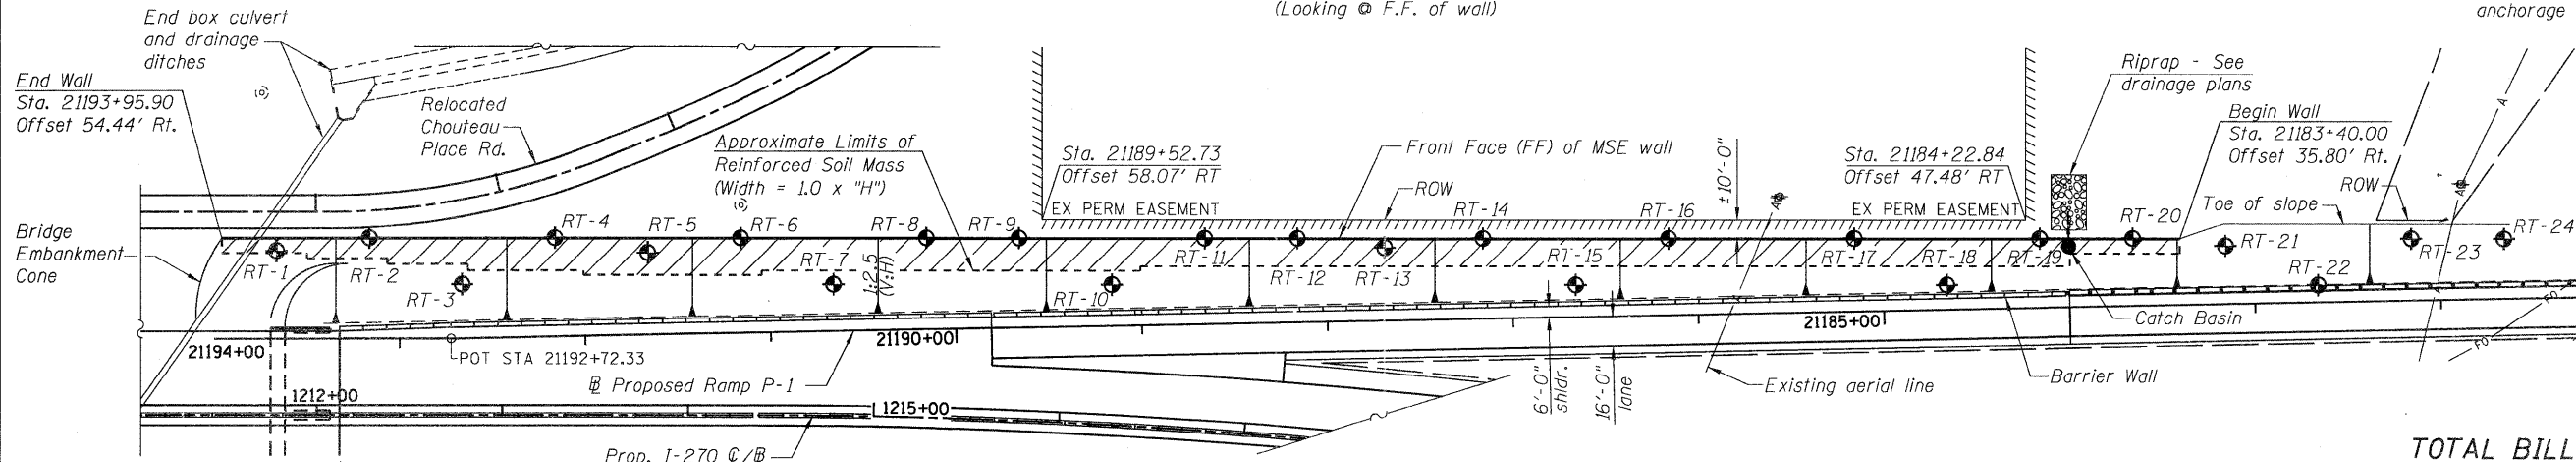 (Looking @ F.F. of wall)
anchorage
End box culvert
and drainage
ditches
End Wall
Sta. 21193+95.90
Offset 54.44' Rt.
Relocated
Chouteau
Place Rd.
Approximate Limits of
Reinforced Soil Mass
(Width = 1.0 x "H")
Sta. 21189+52.73
Offset 58.07' RT
Front Face (FF) of MSE wall
ROW
±10'-0"
Sta. 21184+22.84
Offset 47.48' RT
Riprap - See
drainage plans
Begin Wall
Sta. 21183+40.00
Offset 35.80' Rt.
ROW
Toe of slope
EX PERM EASEMENT
EX PERM EASEMENT
Bridge
Embankment
Cone
RT-1
RT-2
RT-3
RT-4
RT-5
RT-6
RT-7
RT-8
RT-9
RT-10
RT-11
RT-12
RT-13
RT-14
RT-15
RT-16
RT-17
RT-18
RT-19
RT-20
RT-21
RT-22
RT-23
RT-24
1:2.5
(V:H)
21194+00
POT STA 21192+72.33
21190+00
21185+00
Catch Basin
Barrier Wall
Existing aerial line
6'-0"
shldr.
16'-0"
lane
℄ Proposed Ramp P-1
1212+00
1215+00
Prop. I-270 ℄/B
FO
FO
A
TOTAL BILL